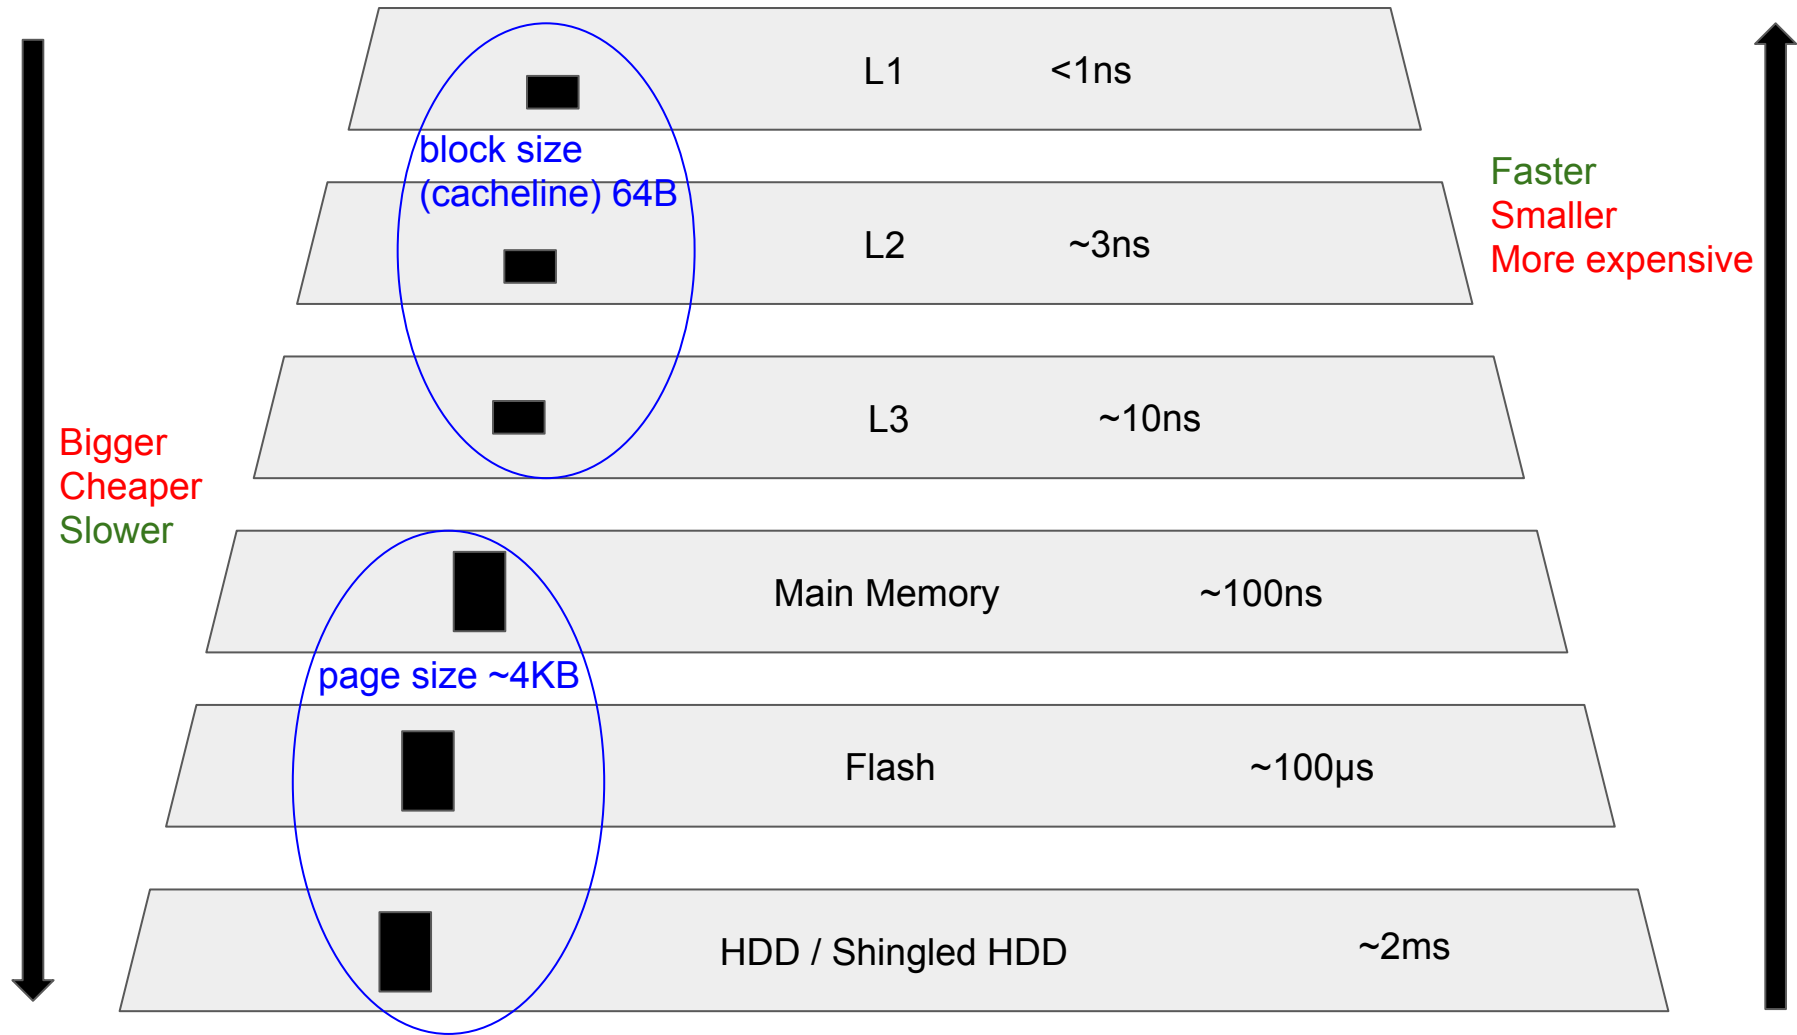 L1 <1ns
block size
(cacheline) 64B
Faster
Smaller
More expensive
L2 ~3ns
L3 ~10ns
Bigger
Cheaper
Slower
Main Memory ~100ns
page size ~4KB
Flash ~100µs
HDD / Shingled HDD ~2ms